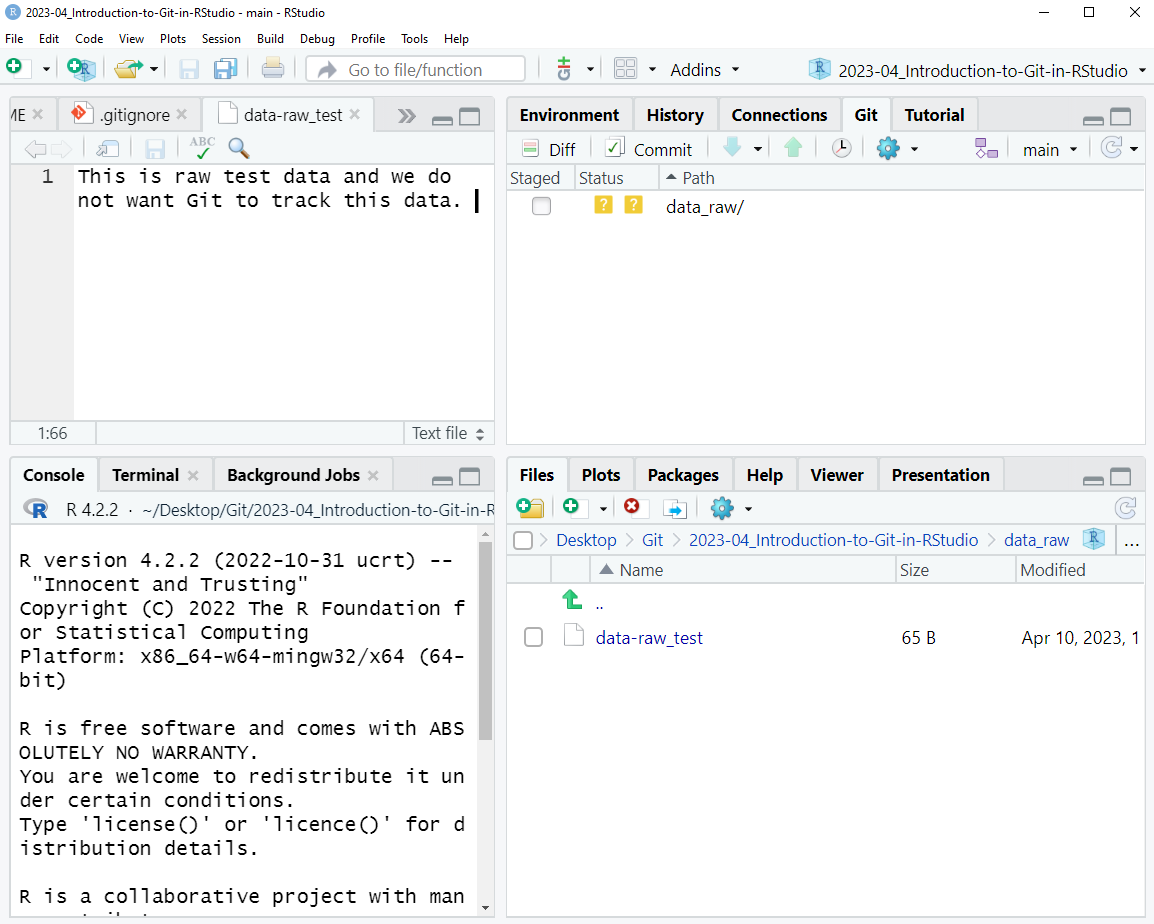 2023-04_Introduction-to-Git-in-RStudio - main - RStudio
File Edit Code View Plots Session Build Debug Profile Tools Help
Go to file/function Addins 2023-04_Introduction-to-Git-in-RStudio
ME .gitignore data-raw_test
ABC
1 This is raw test data and we do
not want Git to track this data.
1:66 Text file
Environment History Connections Git Tutorial
Diff Commit main
Staged Status Path
? ? data_raw/
Console Terminal Background Jobs
R 4.2.2 · ~/Desktop/Git/2023-04_Introduction-to-Git-in-R
R version 4.2.2 (2022-10-31 ucrt) --
"Innocent and Trusting"
Copyright (C) 2022 The R Foundation f
or Statistical Computing
Platform: x86_64-w64-mingw32/x64 (64-
bit)
R is free software and comes with ABS
OLUTELY NO WARRANTY.
You are welcome to redistribute it un
der certain conditions.
Type 'license()' or 'licence()' for d
istribution details.
R is a collaborative project with man
Files Plots Packages Help Viewer Presentation
Desktop Git 2023-04_Introduction-to-Git-in-RStudio data_raw ...
Name Size Modified
..
data-raw_test 65 B Apr 10, 2023, 1